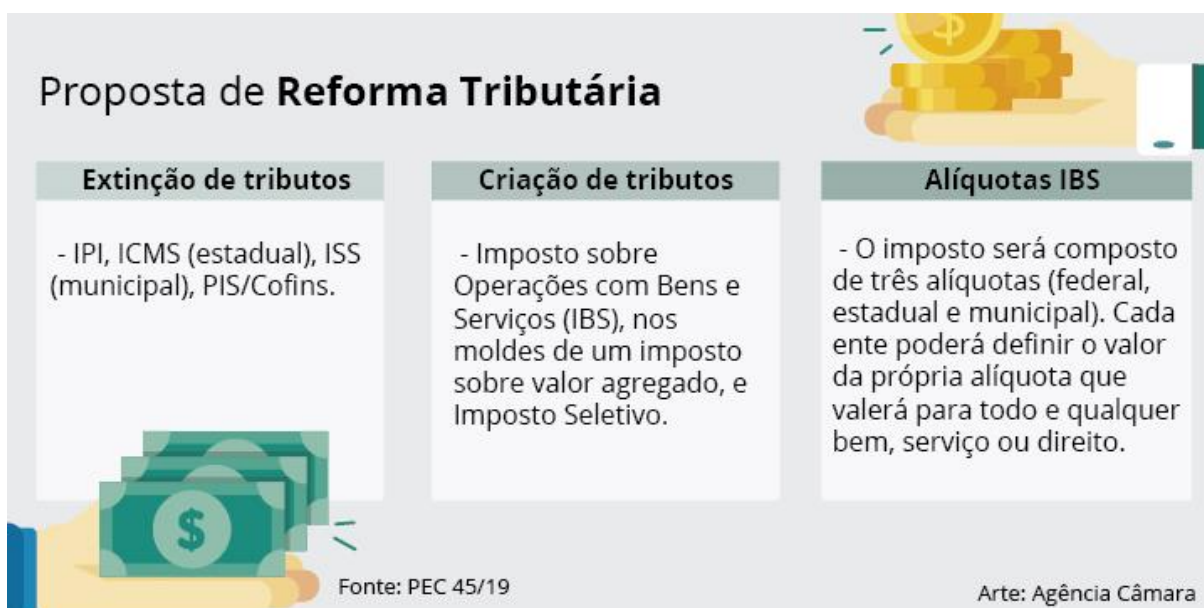 Proposta de Reforma Tributária
Extinção de tributos
- IPI, ICMS (estadual), ISS
(municipal), PIS/Cofins.
Criação de tributos
- Imposto sobre
Operações com Bens e
Serviços (IBS), nos
moldes de um imposto
sobre valor agregado, e
Imposto Seletivo.
Alíquotas IBS
- O imposto será composto
de três alíquotas (federal,
estadual e municipal). Cada
ente poderá definir o valor
da própria alíquota que
valerá para todo e qualquer
bem, serviço ou direito.
$
$
Fonte: PEC 45/19
Arte: Agência Câmara